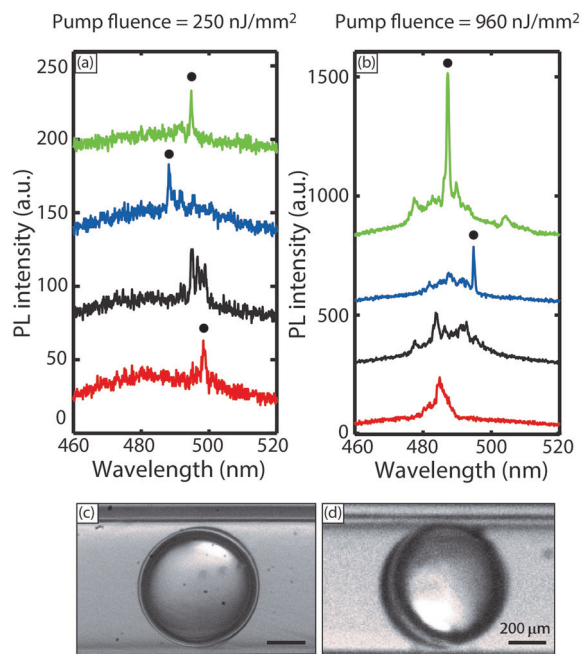 Pump fluence = 250 nJ/mm²
Pump fluence = 960 nJ/mm²
(a)
250
200
150
100
50
0
PL intensity (a.u.)
460
480
500
520
Wavelength (nm)
(b)
1500
1000
500
0
PL intensity (a.u.)
460
480
500
520
Wavelength (nm)
(c)
(d)
200 μm